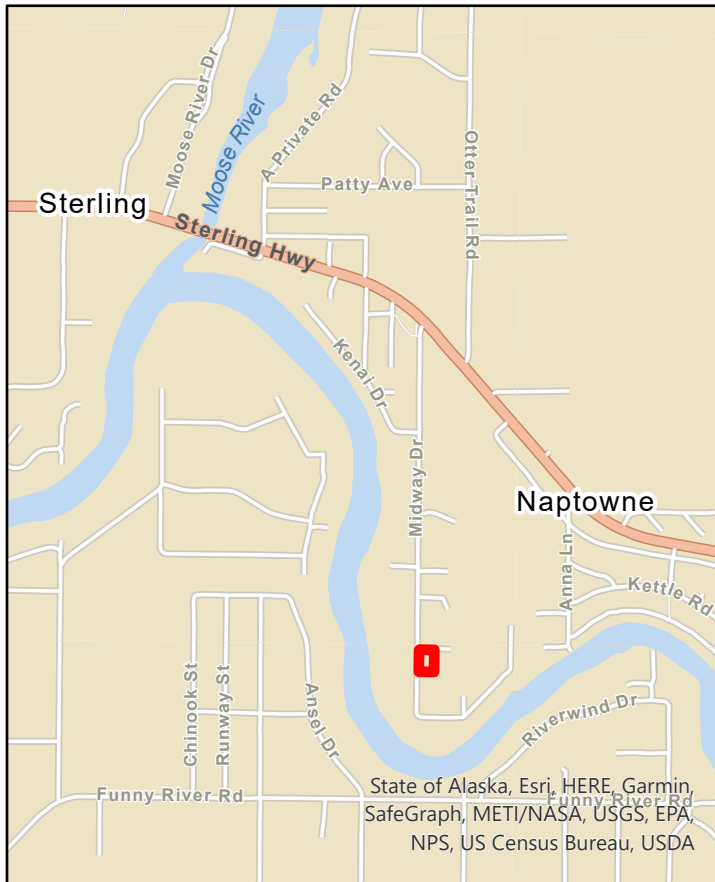 Moose River Dr
Moose River
A Private Rd
Otter Trail Rd
Patty Ave
Sterling
Sterling Hwy
Kenai Dr
Midway Dr
Naptowne
Anna Ln
Kettle Rd
Chinook St
Runway St
Ansel Dr
Riverwind Dr
Funny River Rd
Funny River Rd
State of Alaska, Esri, HERE, Garmin,
SafeGraph, METI/NASA, USGS, EPA,
NPS, US Census Bureau, USDA